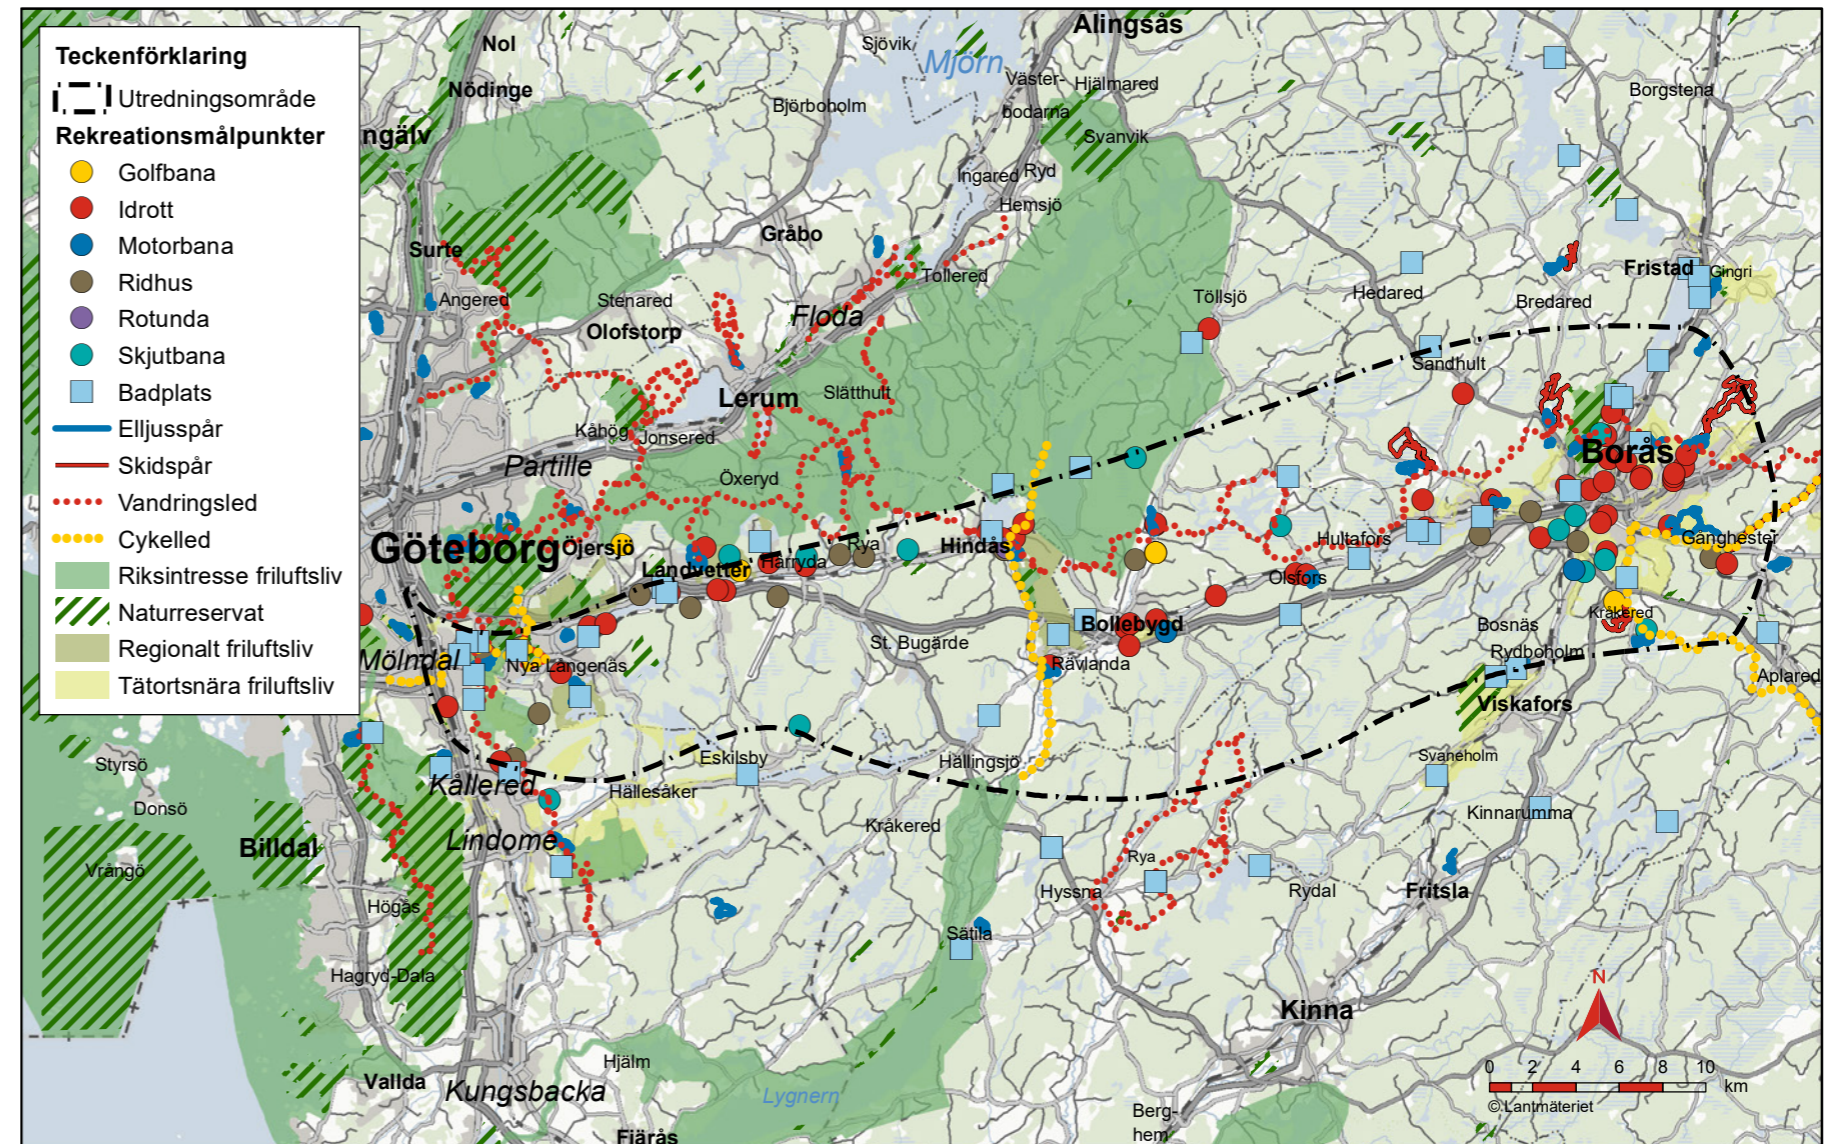 Teckenförklaring
Utredningsområde
Rekreationsmålpunkter
Golfbana
Idrott
Motorbana
Ridhus
Rotunda
Skjutbana
Badplats
Elljusspår
Skidspår
Vandringsled
Cykelled
Riksintresse friluftsliv
Naturreservat
Regionalt friluftsliv
Tätortsnära friluftsliv
Alingsås
Nol
Sjövik
Mjörn
Väster-
bodarna
Hjälmared
Nödinge
Björboholm
Borgstena
ngälv
Svanvik
Ingared
Ryd
Hemsjö
Gråbo
Surte
Tollered
Fristad
Gingri
Angered
Stenared
Töllsjö
Hedared
Bredared
Olofstorp
Floda
Sandhult
Lerum
Slätthult
Kåhög
Jonsered
Borås
Partille
Öxeryd
Göteborg
Öjersjö
Rya
Hindås
Hultafors
Gånghester
Landvetter
Härryda
Olsfors
Kråkered
Bollebygd
Bosnäs
St. Bugärde
Rydboholm
Mölndal
Nya Långenäs
Rävlanda
Aplared
Viskafors
Styrsö
Eskilsby
Hällingsjö
Svaneholm
Kållered
Hällesåker
Donsö
Kråkered
Kinnarumma
Billdal
Lindome
Rya
Vrångö
Högås
Hyssna
Rydal
Fritsla
Sätila
Hagryd-Dala
Kinna
N
Hjälm
Vallda
Kungsbacka
Lygnern
0 2 4 6 8 10
km
© Lantmäteriet
Berg-
hem
Fjärås